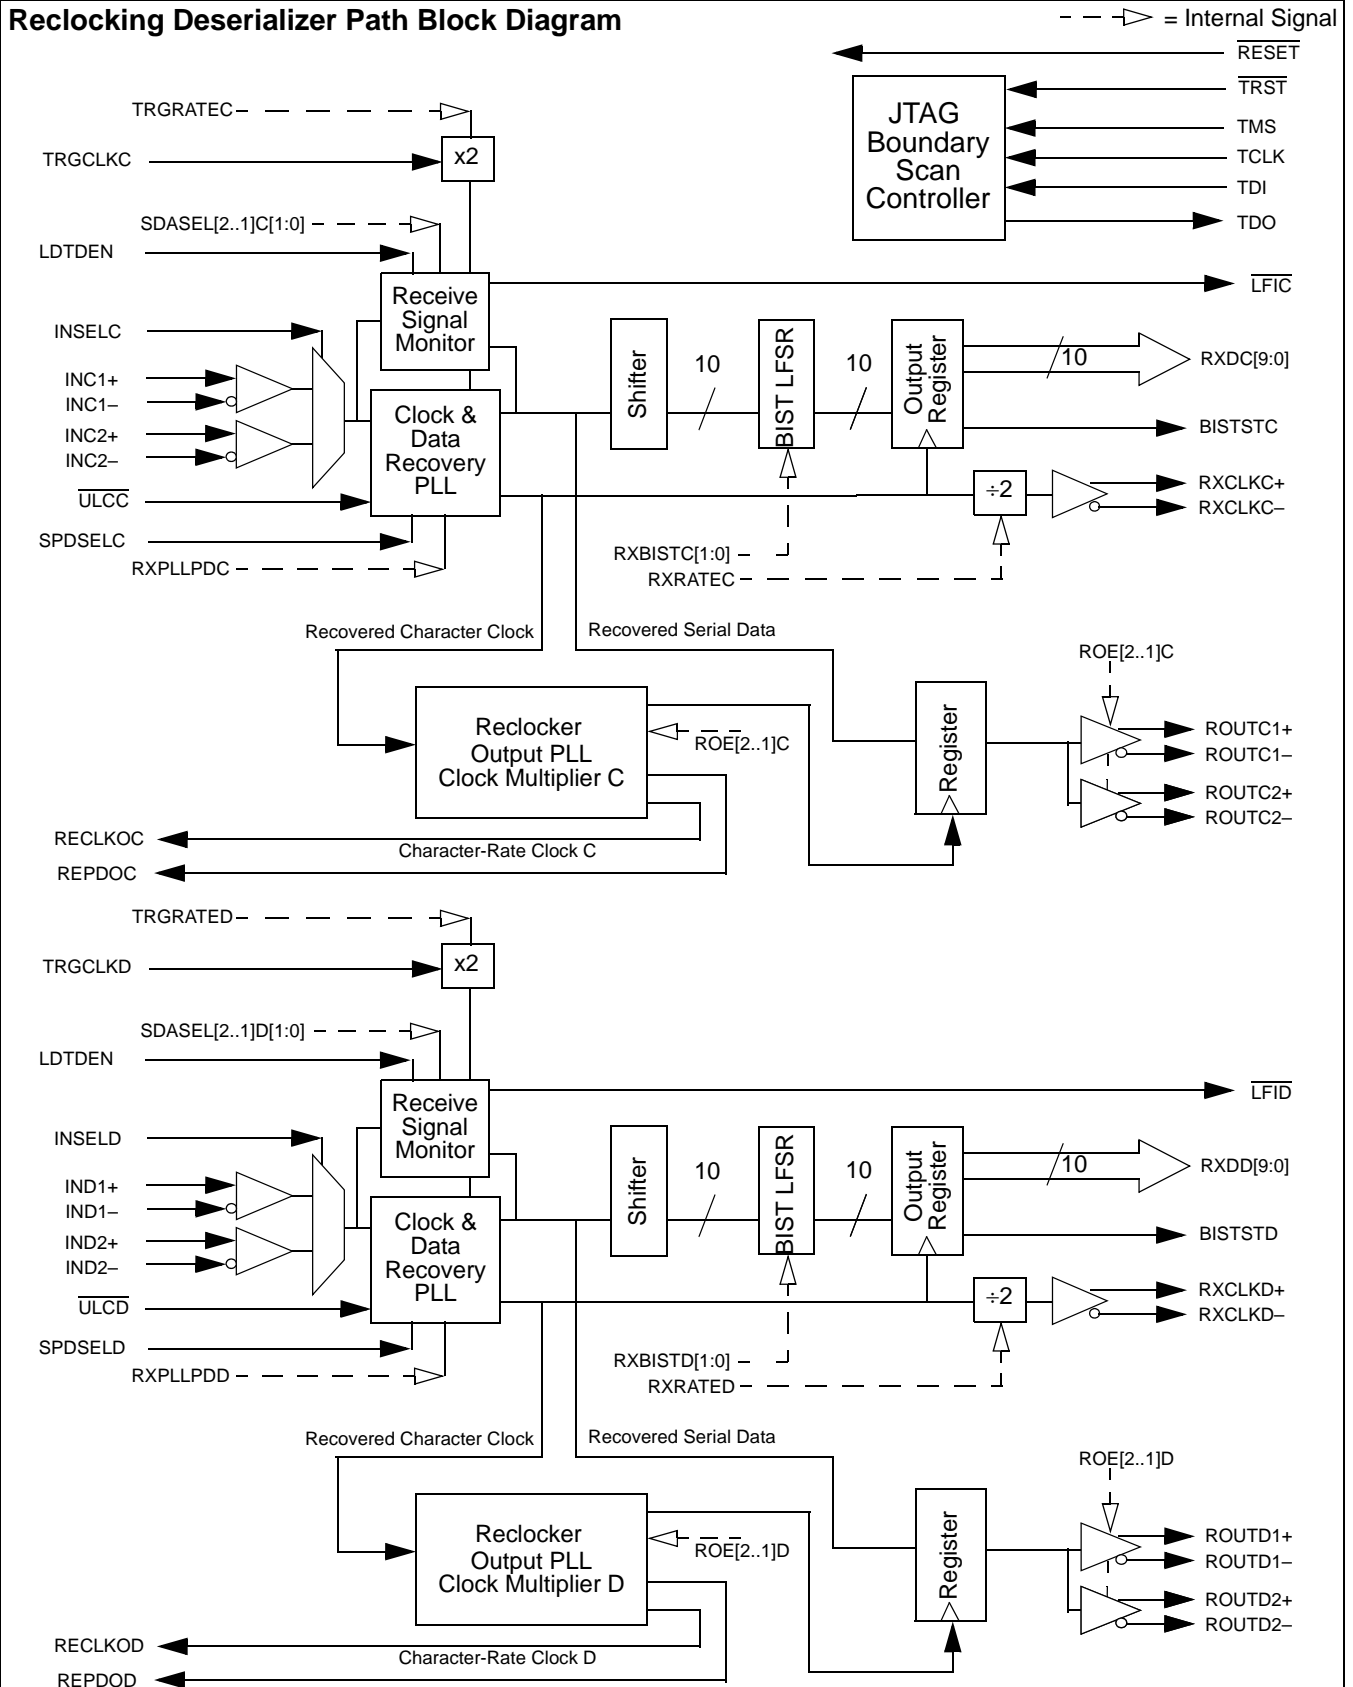 Reclocking Deserializer Path Block Diagram
= Internal Signal
RESET
TRST
JTAG
Boundary
Scan
Controller
TMS
TCLK
TDI
TDO
TRGRATEC
TRGCLKC
x2
SDASEL[2..1]C[1:0]
LDTDEN
Receive
Signal
Monitor
LFIC
INSELC
INC1+
INC1–
INC2+
INC2–
Clock &
Data
Recovery
PLL
Shifter
10
BIST LFSR
10
Output
Register
10
RXDC[9:0]
BISTSTC
ULCC
÷2
RXCLKC+
RXCLKC–
SPDSELC
RXPLLPDC
RXBISTC[1:0]
RXRATEC
Recovered Character Clock
Recovered Serial Data
ROE[2..1]C
Reclocker
Output PLL
Clock Multiplier C
ROE[2..1]C
Register
ROUTC1+
ROUTC1–
ROUTC2+
ROUTC2–
RECLKOC
Character-Rate Clock C
REPDOC
TRGRATED
TRGCLKD
x2
SDASEL[2..1]D[1:0]
LDTDEN
Receive
Signal
Monitor
LFID
INSELD
IND1+
IND1–
IND2+
IND2–
Clock &
Data
Recovery
PLL
Shifter
10
BIST LFSR
10
Output
Register
10
RXDD[9:0]
BISTSTD
ULCD
÷2
RXCLKD+
RXCLKD–
SPDSELD
RXPLLPDD
RXBISTD[1:0]
RXRATED
Recovered Character Clock
Recovered Serial Data
ROE[2..1]D
Reclocker
Output PLL
Clock Multiplier D
ROE[2..1]D
Register
ROUTD1+
ROUTD1–
ROUTD2+
ROUTD2–
RECLKOD
Character-Rate Clock D
REPDOD